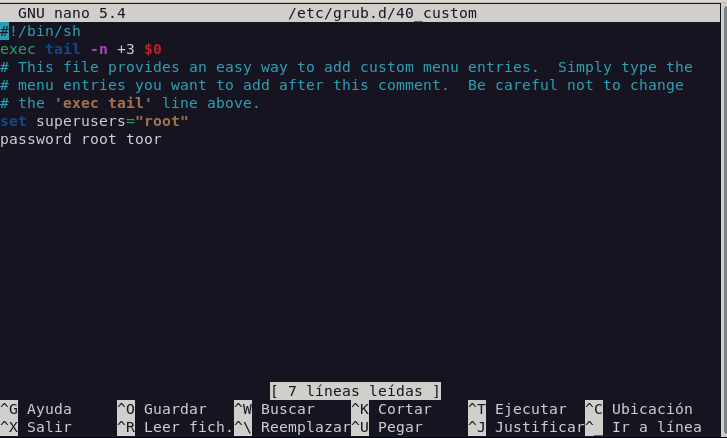 GNU nano 5.4 /etc/grub.d/40_custom
#!/bin/sh
exec tail -n +3 $0
# This file provides an easy way to add custom menu entries.  Simply type the
# menu entries you want to add after this comment.  Be careful not to change
# the 'exec tail' line above.
set superusers="root"
password root toor
[ 7 líneas leídas ]
^G Ayuda ^O Guardar ^W Buscar ^K Cortar ^T Ejecutar ^C Ubicación
^X Salir ^R Leer fich. ^\ Reemplazar ^U Pegar ^J Justificar ^_ Ir a línea